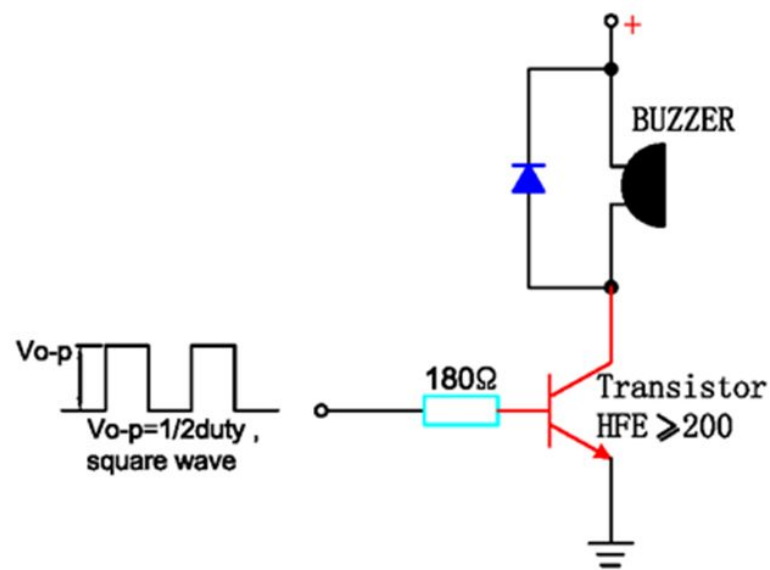 +
BUZZER
Vo-p
180Ω
Transistor
HFE ⩾200
Vo-p=1/2duty ,
square wave